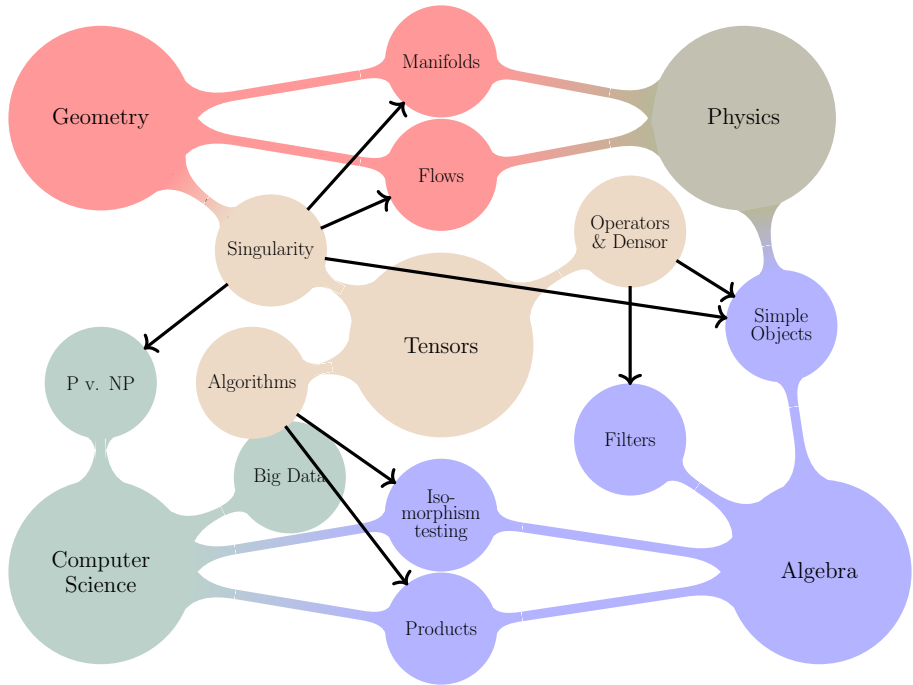 Manifolds
Geometry
Physics
Flows
Operators
& Densor
Singularity
Simple
Objects
Tensors
P v. NP
Algorithms
Filters
Big Data
Iso-
morphism
testing
Computer
Science
Algebra
Products